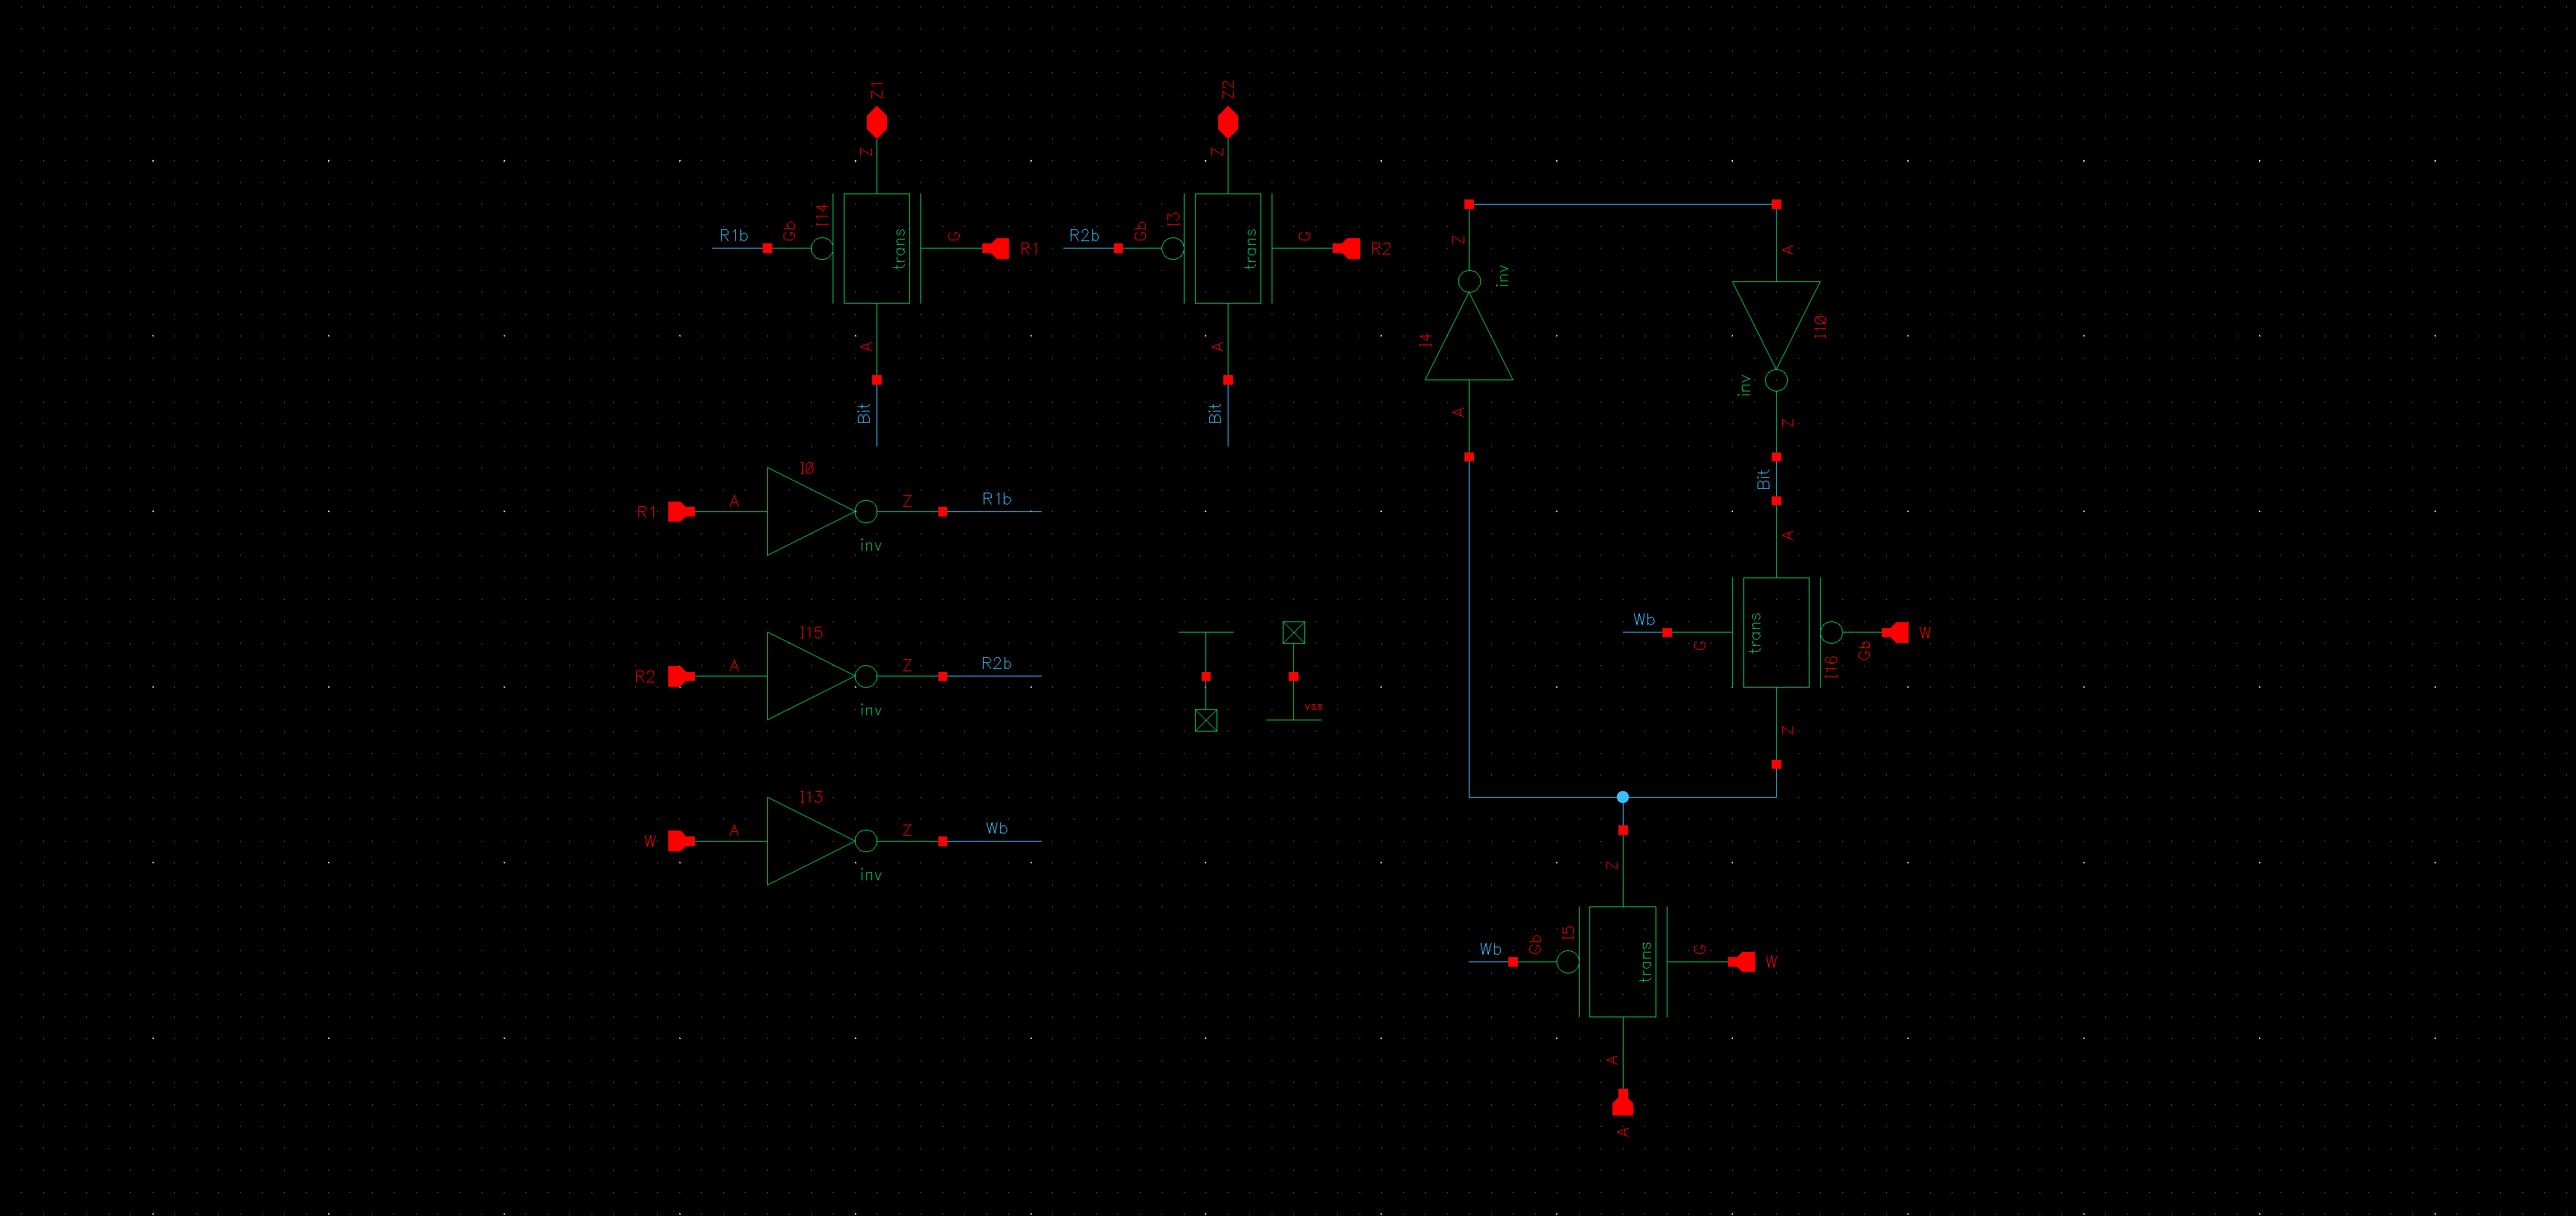 Z1
Z2
Z
Z
R1b
Gb
I14
trans
G
R1
R2b
Gb
I3
trans
G
R2
A
Bit
A
Bit
Z
inv
I4
A
A
I10
inv
Z
Bit
A
R1
A
I0
inv
Z
R1b
R2
A
I15
inv
Z
R2b
vss
Wb
G
trans
I16
Gb
W
Z
W
A
I13
inv
Z
Wb
Z
Wb
Gb
I5
trans
G
W
A
A